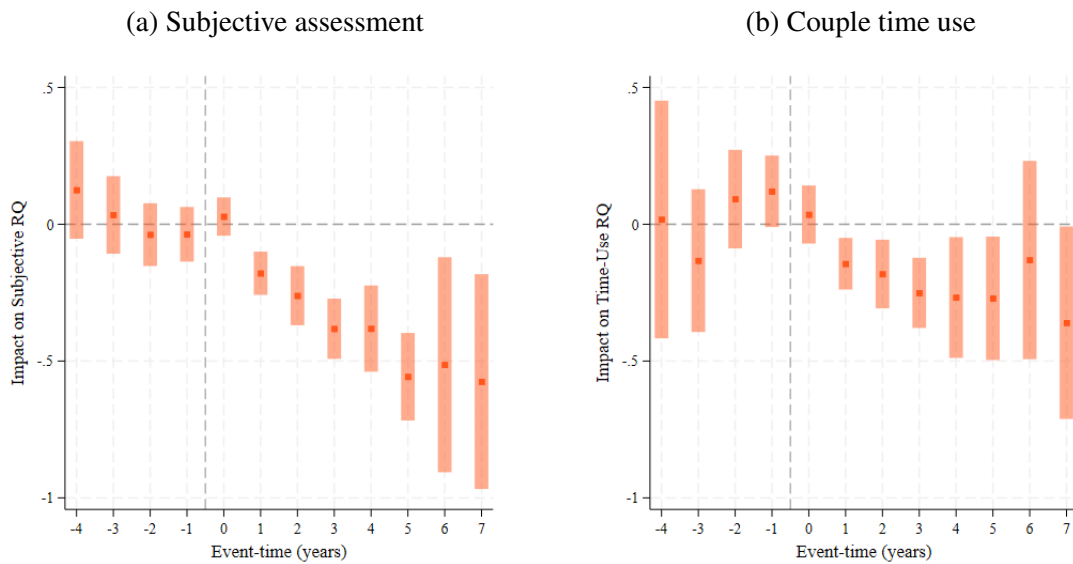 (a) Subjective assessment
.5
0
-.5
-1
Impact on Subjective RQ
-4 -3 -2 -1 0 1 2 3 4 5 6 7
Event-time (years)
(b) Couple time use
.5
0
-.5
-1
Impact on Time-Use RQ
-4 -3 -2 -1 0 1 2 3 4 5 6 7
Event-time (years)